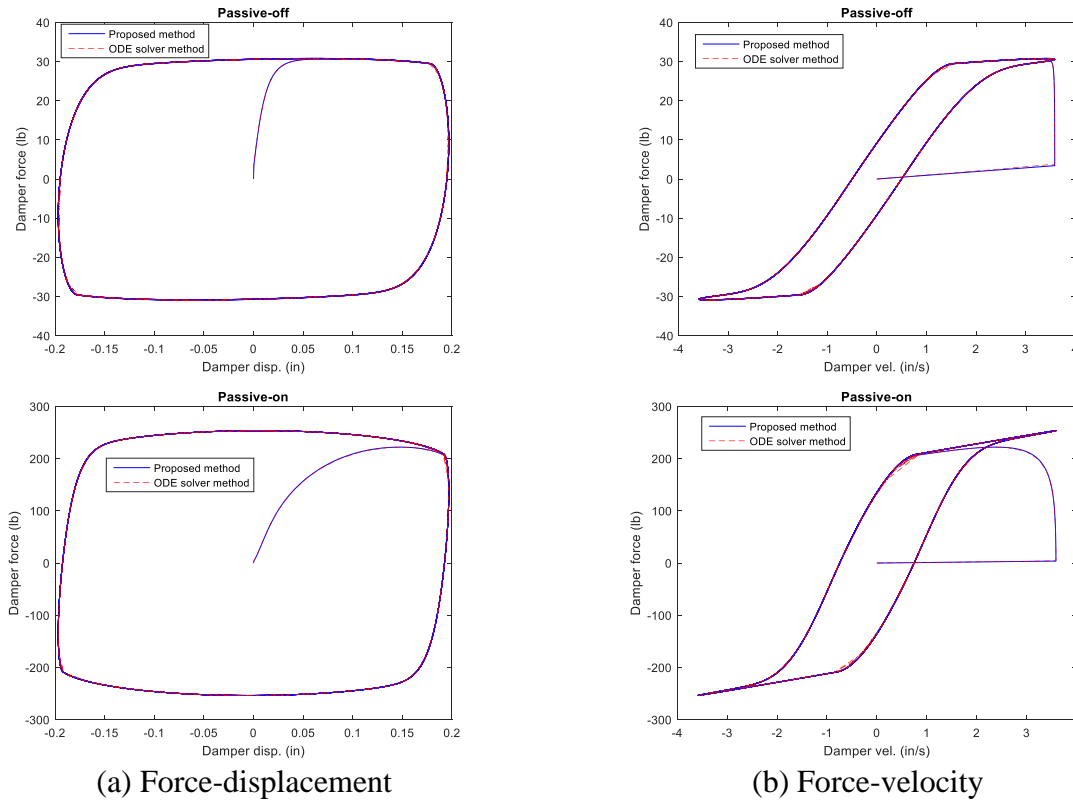 Passive-off
40
30
20
10
0
-10
-20
-30
-40
Damper force (lb)
Proposed method
ODE solver method
-0.2 -0.15 -0.1 -0.05 0 0.05 0.1 0.15 0.2
Damper disp. (in)
Passive-off
40
30
20
10
0
-10
-20
-30
-40
Damper force (lb)
Proposed method
ODE solver method
-4 -3 -2 -1 0 1 2 3 4
Damper vel. (in/s)
Passive-on
300
200
100
0
-100
-200
-300
Damper force (lb)
Proposed method
ODE solver method
-0.2 -0.15 -0.1 -0.05 0 0.05 0.1 0.15 0.2
Damper disp. (in)
Passive-on
300
200
100
0
-100
-200
-300
Damper force (lb)
Proposed method
ODE solver method
-4 -3 -2 -1 0 1 2 3 4
Damper vel. (in/s)
(a) Force-displacement
(b) Force-velocity